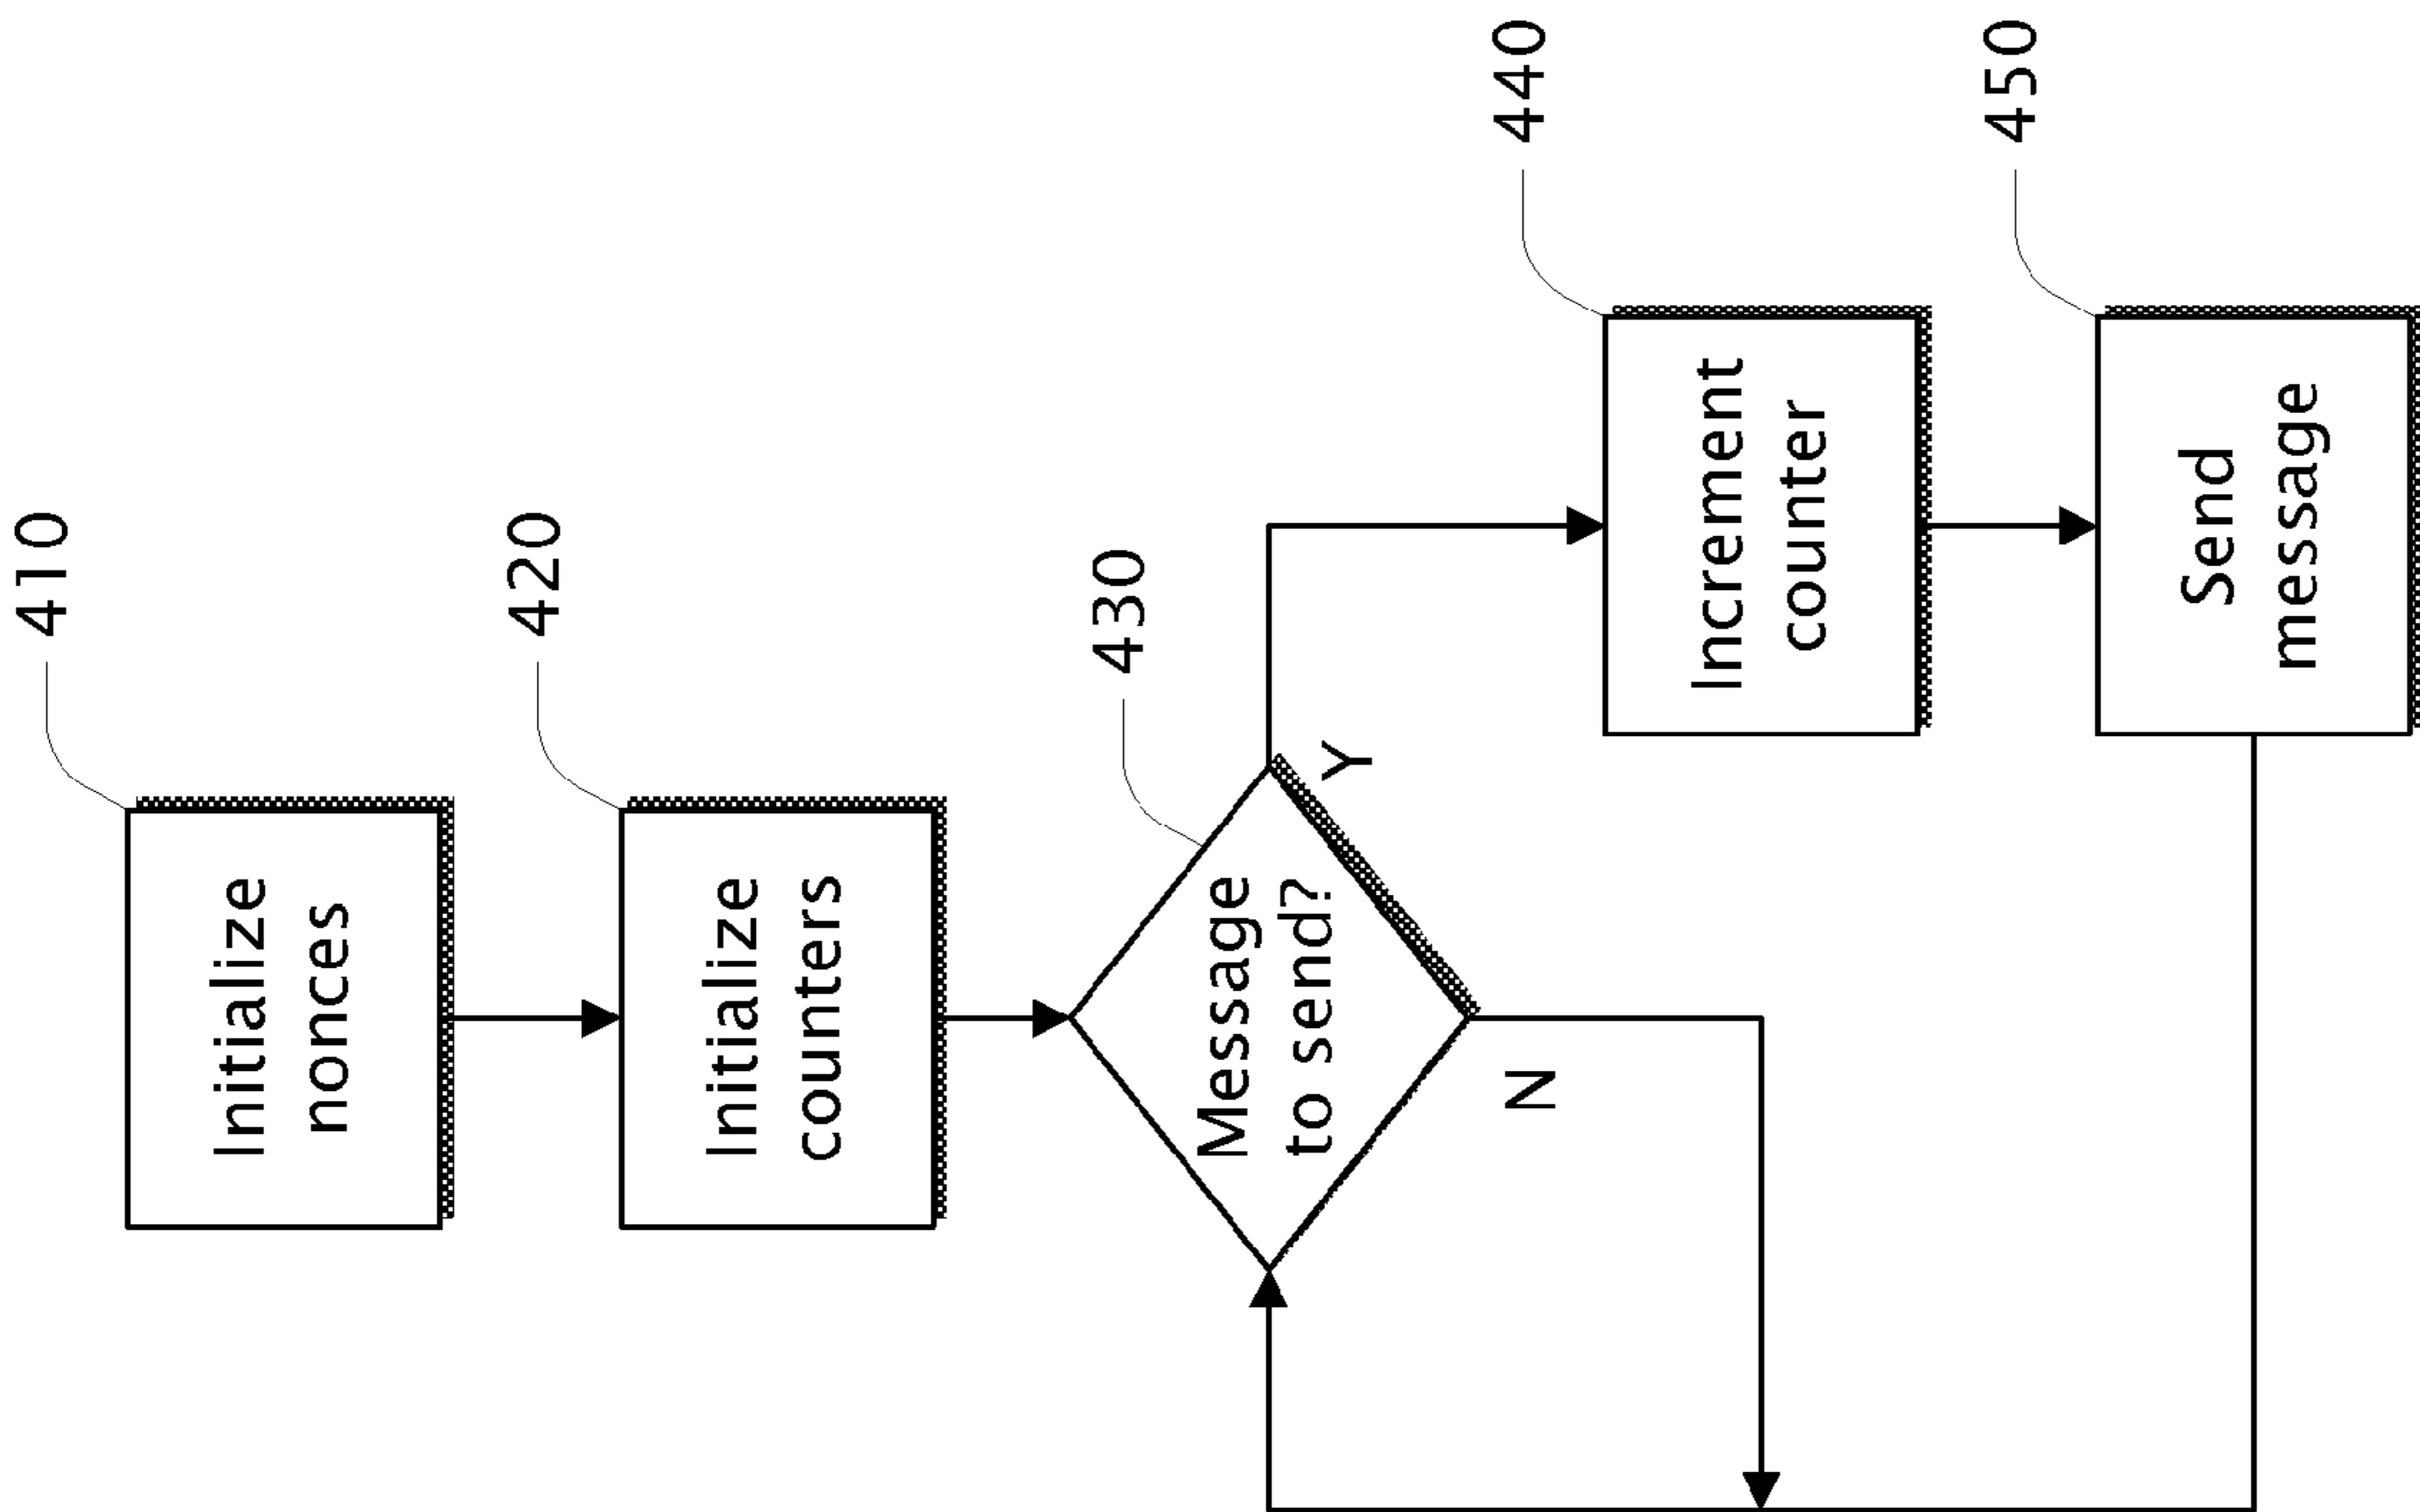 410
Initialize
nonces
420
Initialize
counters
430
Message
to send?
Y
N
440
Increment
counter
450
Send
message